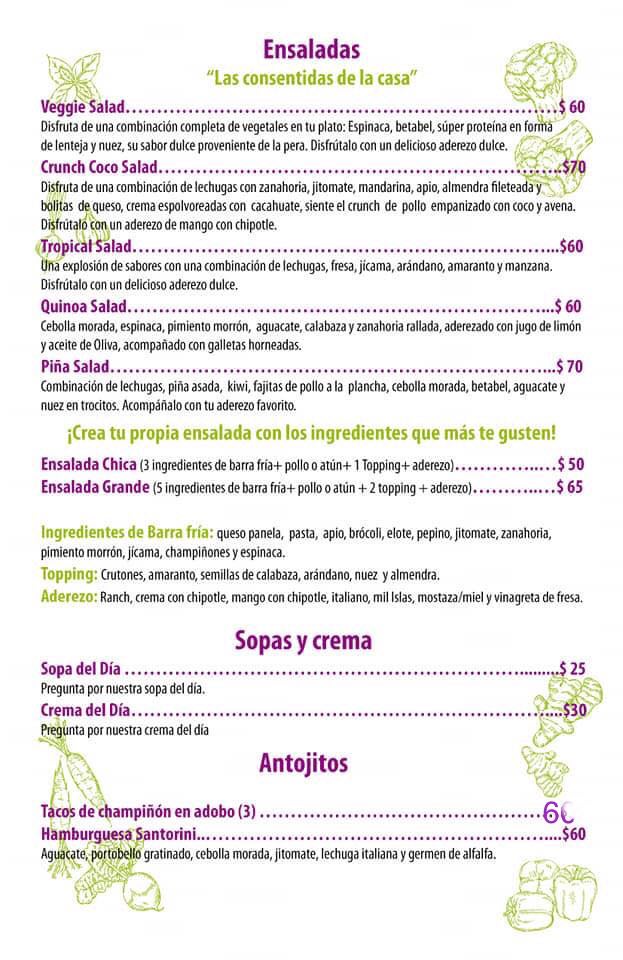 Ensaladas
“Las consentidas de la casa”
Veggie Salad……………………………………………………………$ 60
Disfruta de una combinación completa de vegetales en tu plato: Espinaca, betabel, súper proteína en forma
de lenteja y nuez, su sabor dulce proveniente de la pera. Disfrútalo con un delicioso aderezo dulce.
Crunch Coco Salad…………………………………………………………..$70
Disfruta de una combinación de lechugas con zanahoria, jitomate, mandarina, apio, almendra fileteada y
bolitas de queso, crema espolvoreadas con cacahuate, siente el crunch de pollo empanizado con coco y avena.
Disfrútalo con un aderezo de mango con chipotle.
Tropical Salad……………………………………………………………...$60
Una explosión de sabores con una combinación de lechugas, fresa, jícama, arándano, amaranto y manzana.
Disfrútalo con un delicioso aderezo dulce.
Quinoa Salad……………………………………………………………...$ 60
Cebolla morada, espinaca, pimiento morrón, aguacate, calabaza y zanahoria rallada, aderezado con jugo de limón
y aceite de Oliva, acompañado con galletas horneadas.
Piña Salad………………………………………………………………...$ 70
Combinación de lechugas, piña asada, kiwi, fajitas de pollo a la plancha, cebolla morada, betabel, aguacate y
nuez en trocitos. Acompáñalo con tu aderezo favorito.
¡Crea tu propia ensalada con los ingredientes que más te gusten!
Ensalada Chica (3 ingredientes de barra fría+ pollo o atún+ 1 Topping+ aderezo)…………..…$ 50
Ensalada Grande (5 ingredientes de barra fría+ pollo o atún + 2 topping + aderezo)………..…$ 65
Ingredientes de Barra fría: queso panela, pasta, apio, brócoli, elote, pepino, jitomate, zanahoria,
pimiento morrón, jícama, champiñones y espinaca.
Topping: Crutones, amaranto, semillas de calabaza, arándano, nuez y almendra.
Aderezo: Ranch, crema con chipotle, mango con chipotle, italiano, mil Islas, mostaza/miel y vinagreta de fresa.
Sopas y crema
Sopa del Día …………………………………………………………..........$ 25
Pregunta por nuestra sopa del día.
Crema del Día……………………………………………………………....$30
Pregunta por nuestra crema del día
Antojitos
Tacos de champiñón en adobo (3) ………………………………………60
Hamburguesa Santorini..…………………………………………………....$60
Aguacate, portobello gratinado, cebolla morada, jitomate, lechuga italiana y germen de alfalfa.